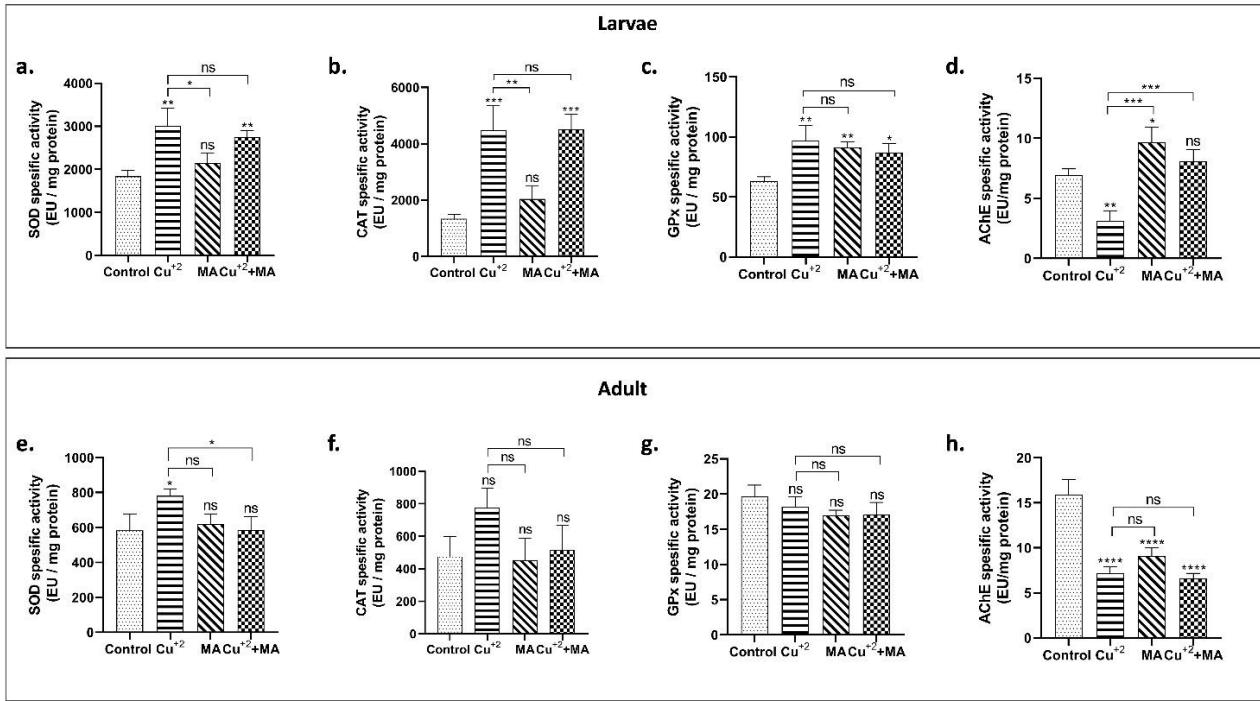 Larvae
a.
SOD spesific activity
(EU / mg protein)
4000
3000
2000
1000
0
ns
*
**
ns
**
Control Cu+2 MA Cu+2+MA
b.
CAT spesific activity
(EU / mg protein)
6000
4000
2000
0
ns
**
***
ns
***
Control Cu+2 MA Cu+2+MA
c.
GPx spesific activity
(EU / mg protein)
150
100
50
0
ns
ns
**
**
*
Control Cu+2 MA Cu+2+MA
d.
AChE spesific activity
(EU/mg protein)
15
10
5
0
***
***
**
*
ns
Control Cu+2 MA Cu+2+MA
Adult
e.
SOD spesific activity
(EU / mg protein)
1000
800
600
400
200
0
*
ns
*
ns
ns
Control Cu+2 MA Cu+2+MA
f.
CAT spesific activity
(EU / mg protein)
1000
800
600
400
200
0
ns
ns
ns
ns
ns
Control Cu+2 MA Cu+2+MA
g.
GPx spesific activity
(EU / mg protein)
25
20
15
10
5
0
ns
ns
ns
ns
ns
Control Cu+2 MA Cu+2+MA
h.
AChE spesific activity
(EU/mg protein)
20
15
10
5
0
ns
ns
****
****
****
Control Cu+2 MA Cu+2+MA